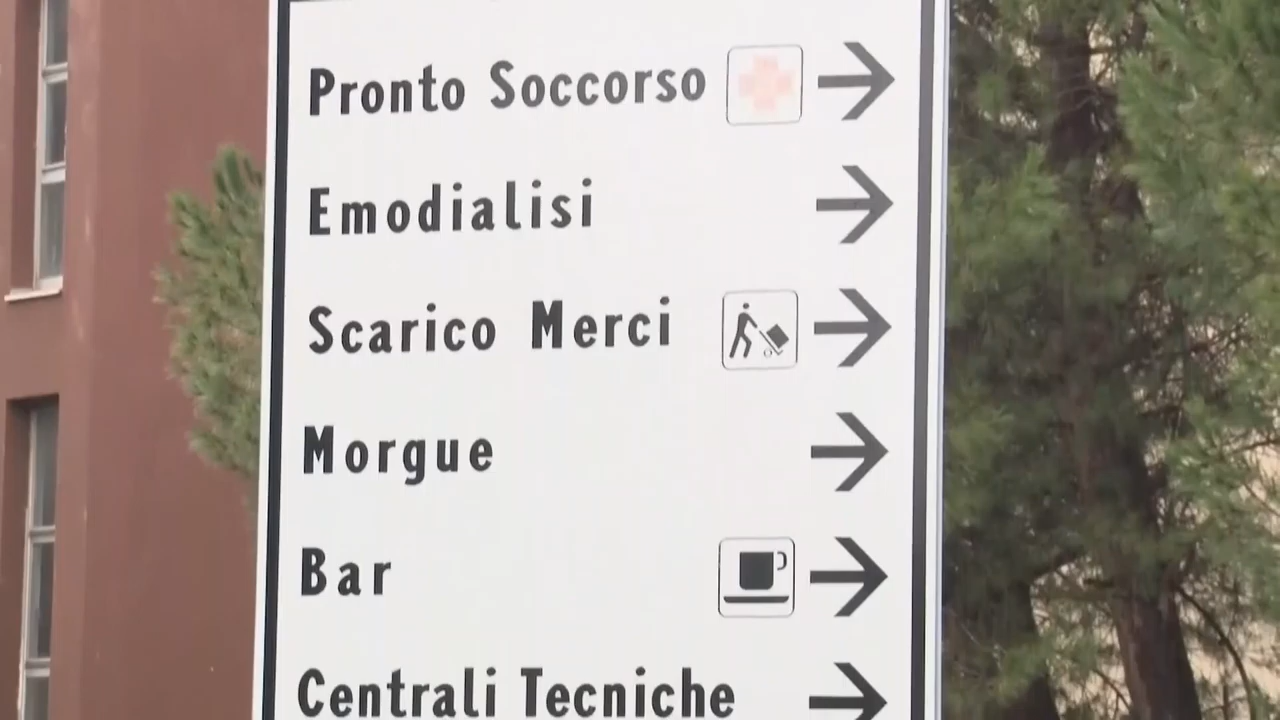 Pronto Soccorso
Emodialisi
Scarico Merci
Morgue
Bar
Centrali Tecniche